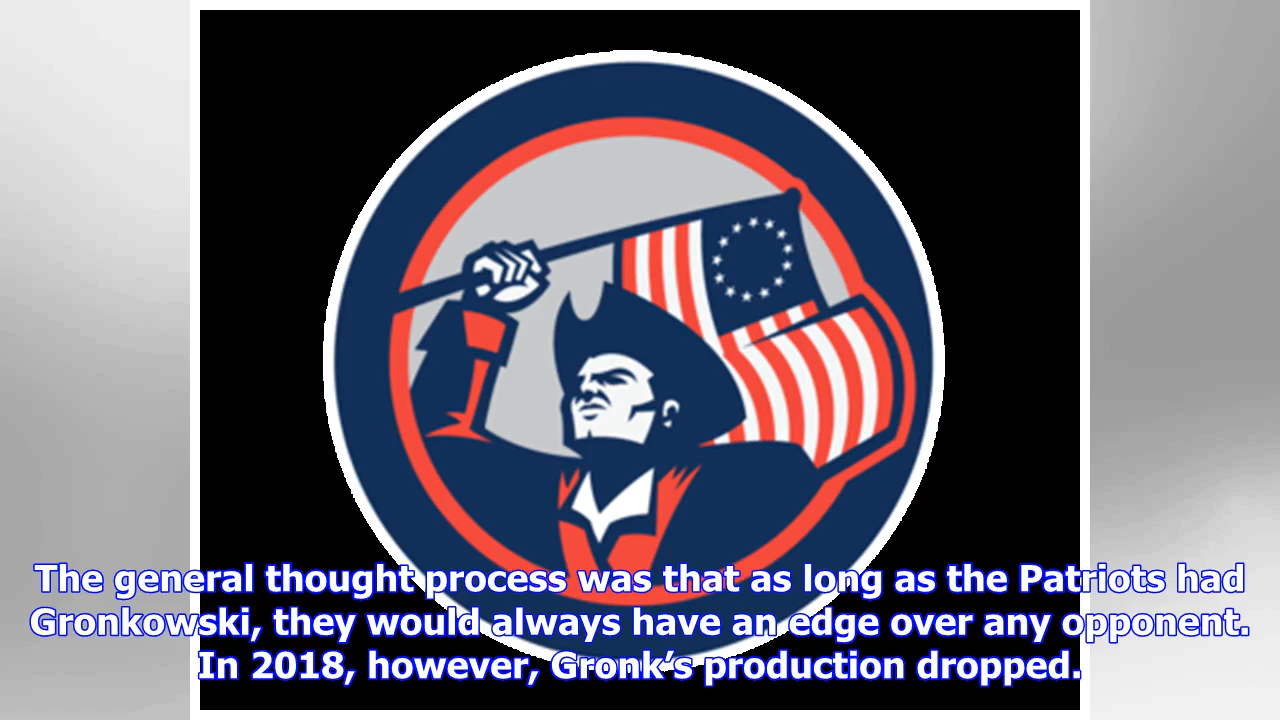 The general thought process was that as long as the Patriots had
Gronkowski, they would always have an edge over any opponent.
In 2018, however, Gronk’s production dropped.